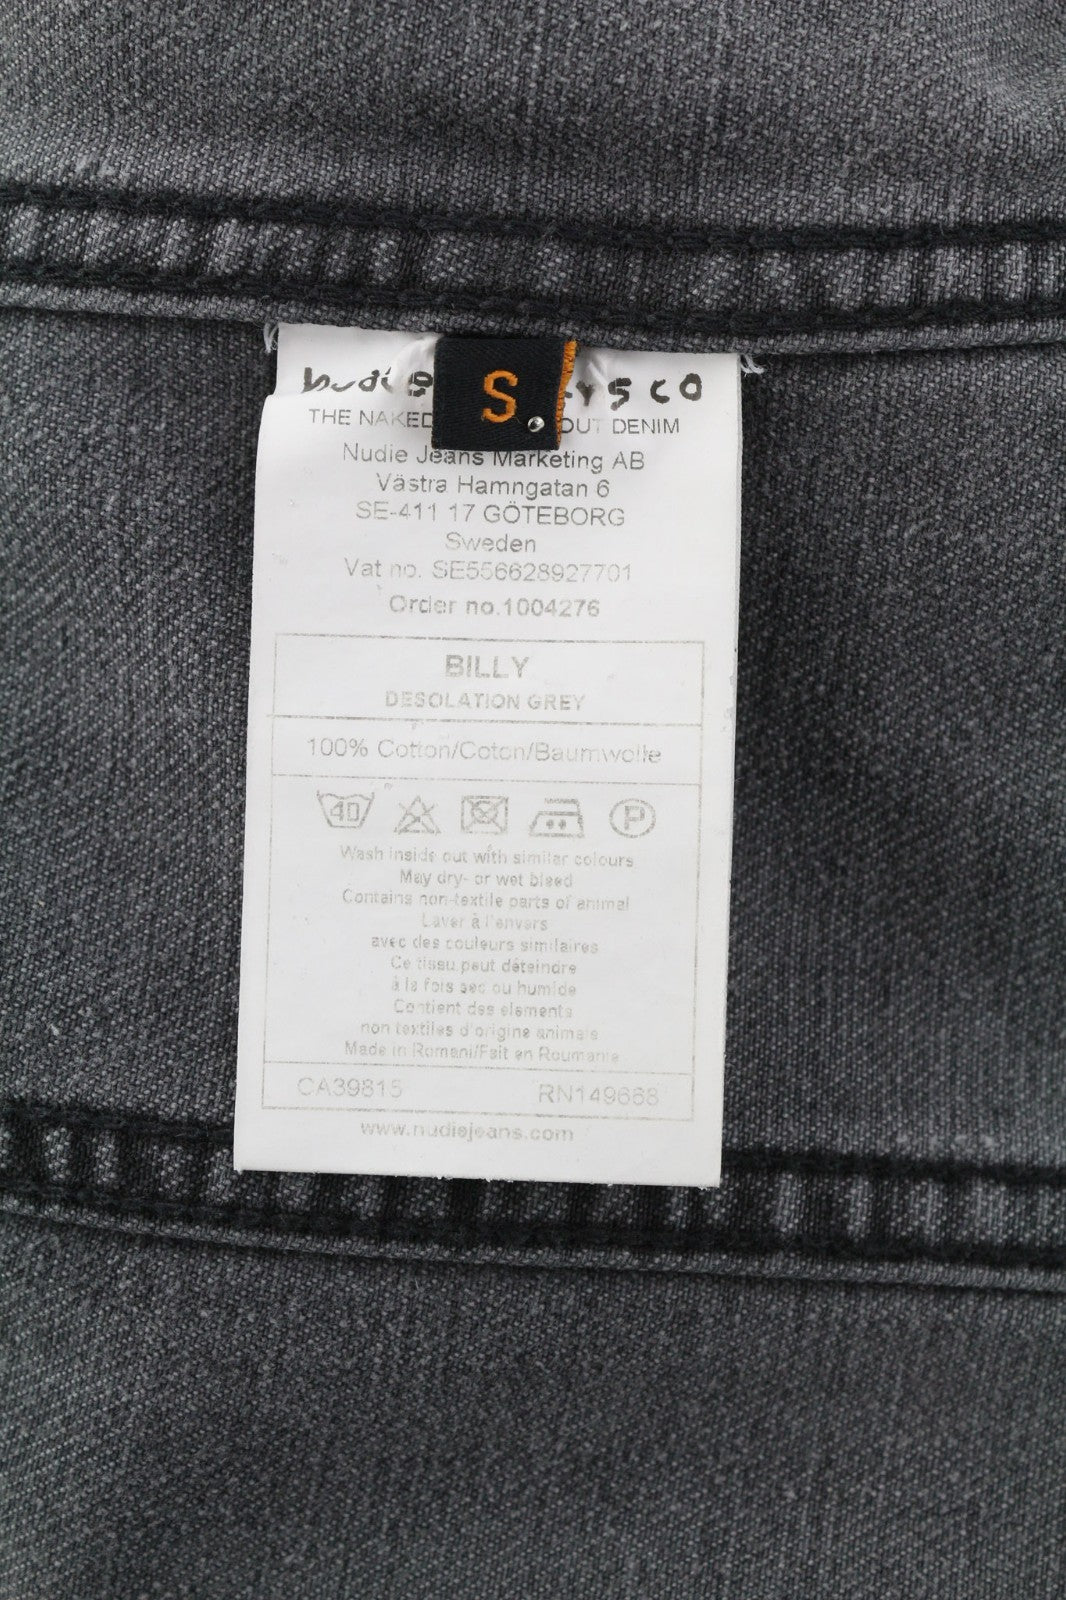 S.
THE NAKED OUT DENIM
Nudie Jeans Marketing AB
Västra Hamngatan 6
SE-411 17 GÖTEBORG
Sweden
Vat no. SE556628927701
Order no.1004276
BILLY
DESOLATION GREY
100% Cotton/Coton/Baumwolle
40 P
Wash inside out with similar colours
May dry- or wet bleed
Contains non-textile parts of animal
Laver à l'envers
avec des couleurs similaires
Ce tissu peut déteindre
à la fois sec ou humide
Contient des elements
non textiles d'origine animale
Made in Romani/Fait en Roumanie
CA39815 RN149668
www.nudiejeans.com